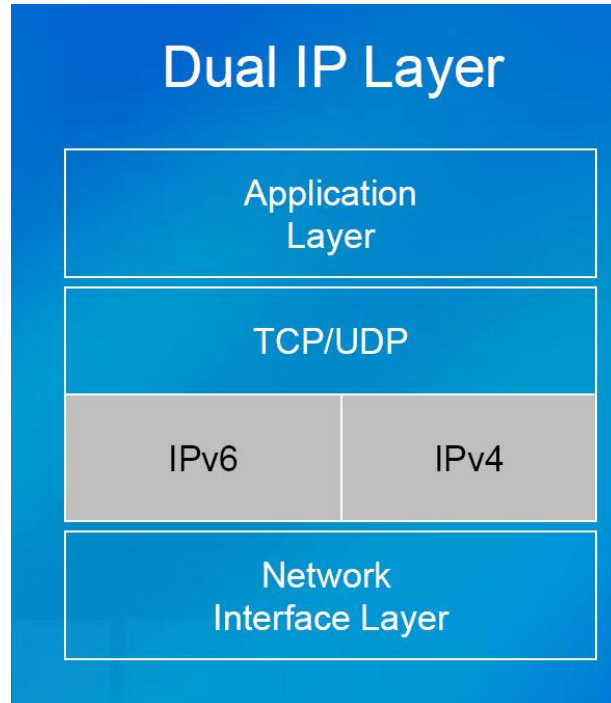 Dual IP Layer
Application
Layer
TCP/UDP
IPv6
IPv4
Network
Interface Layer